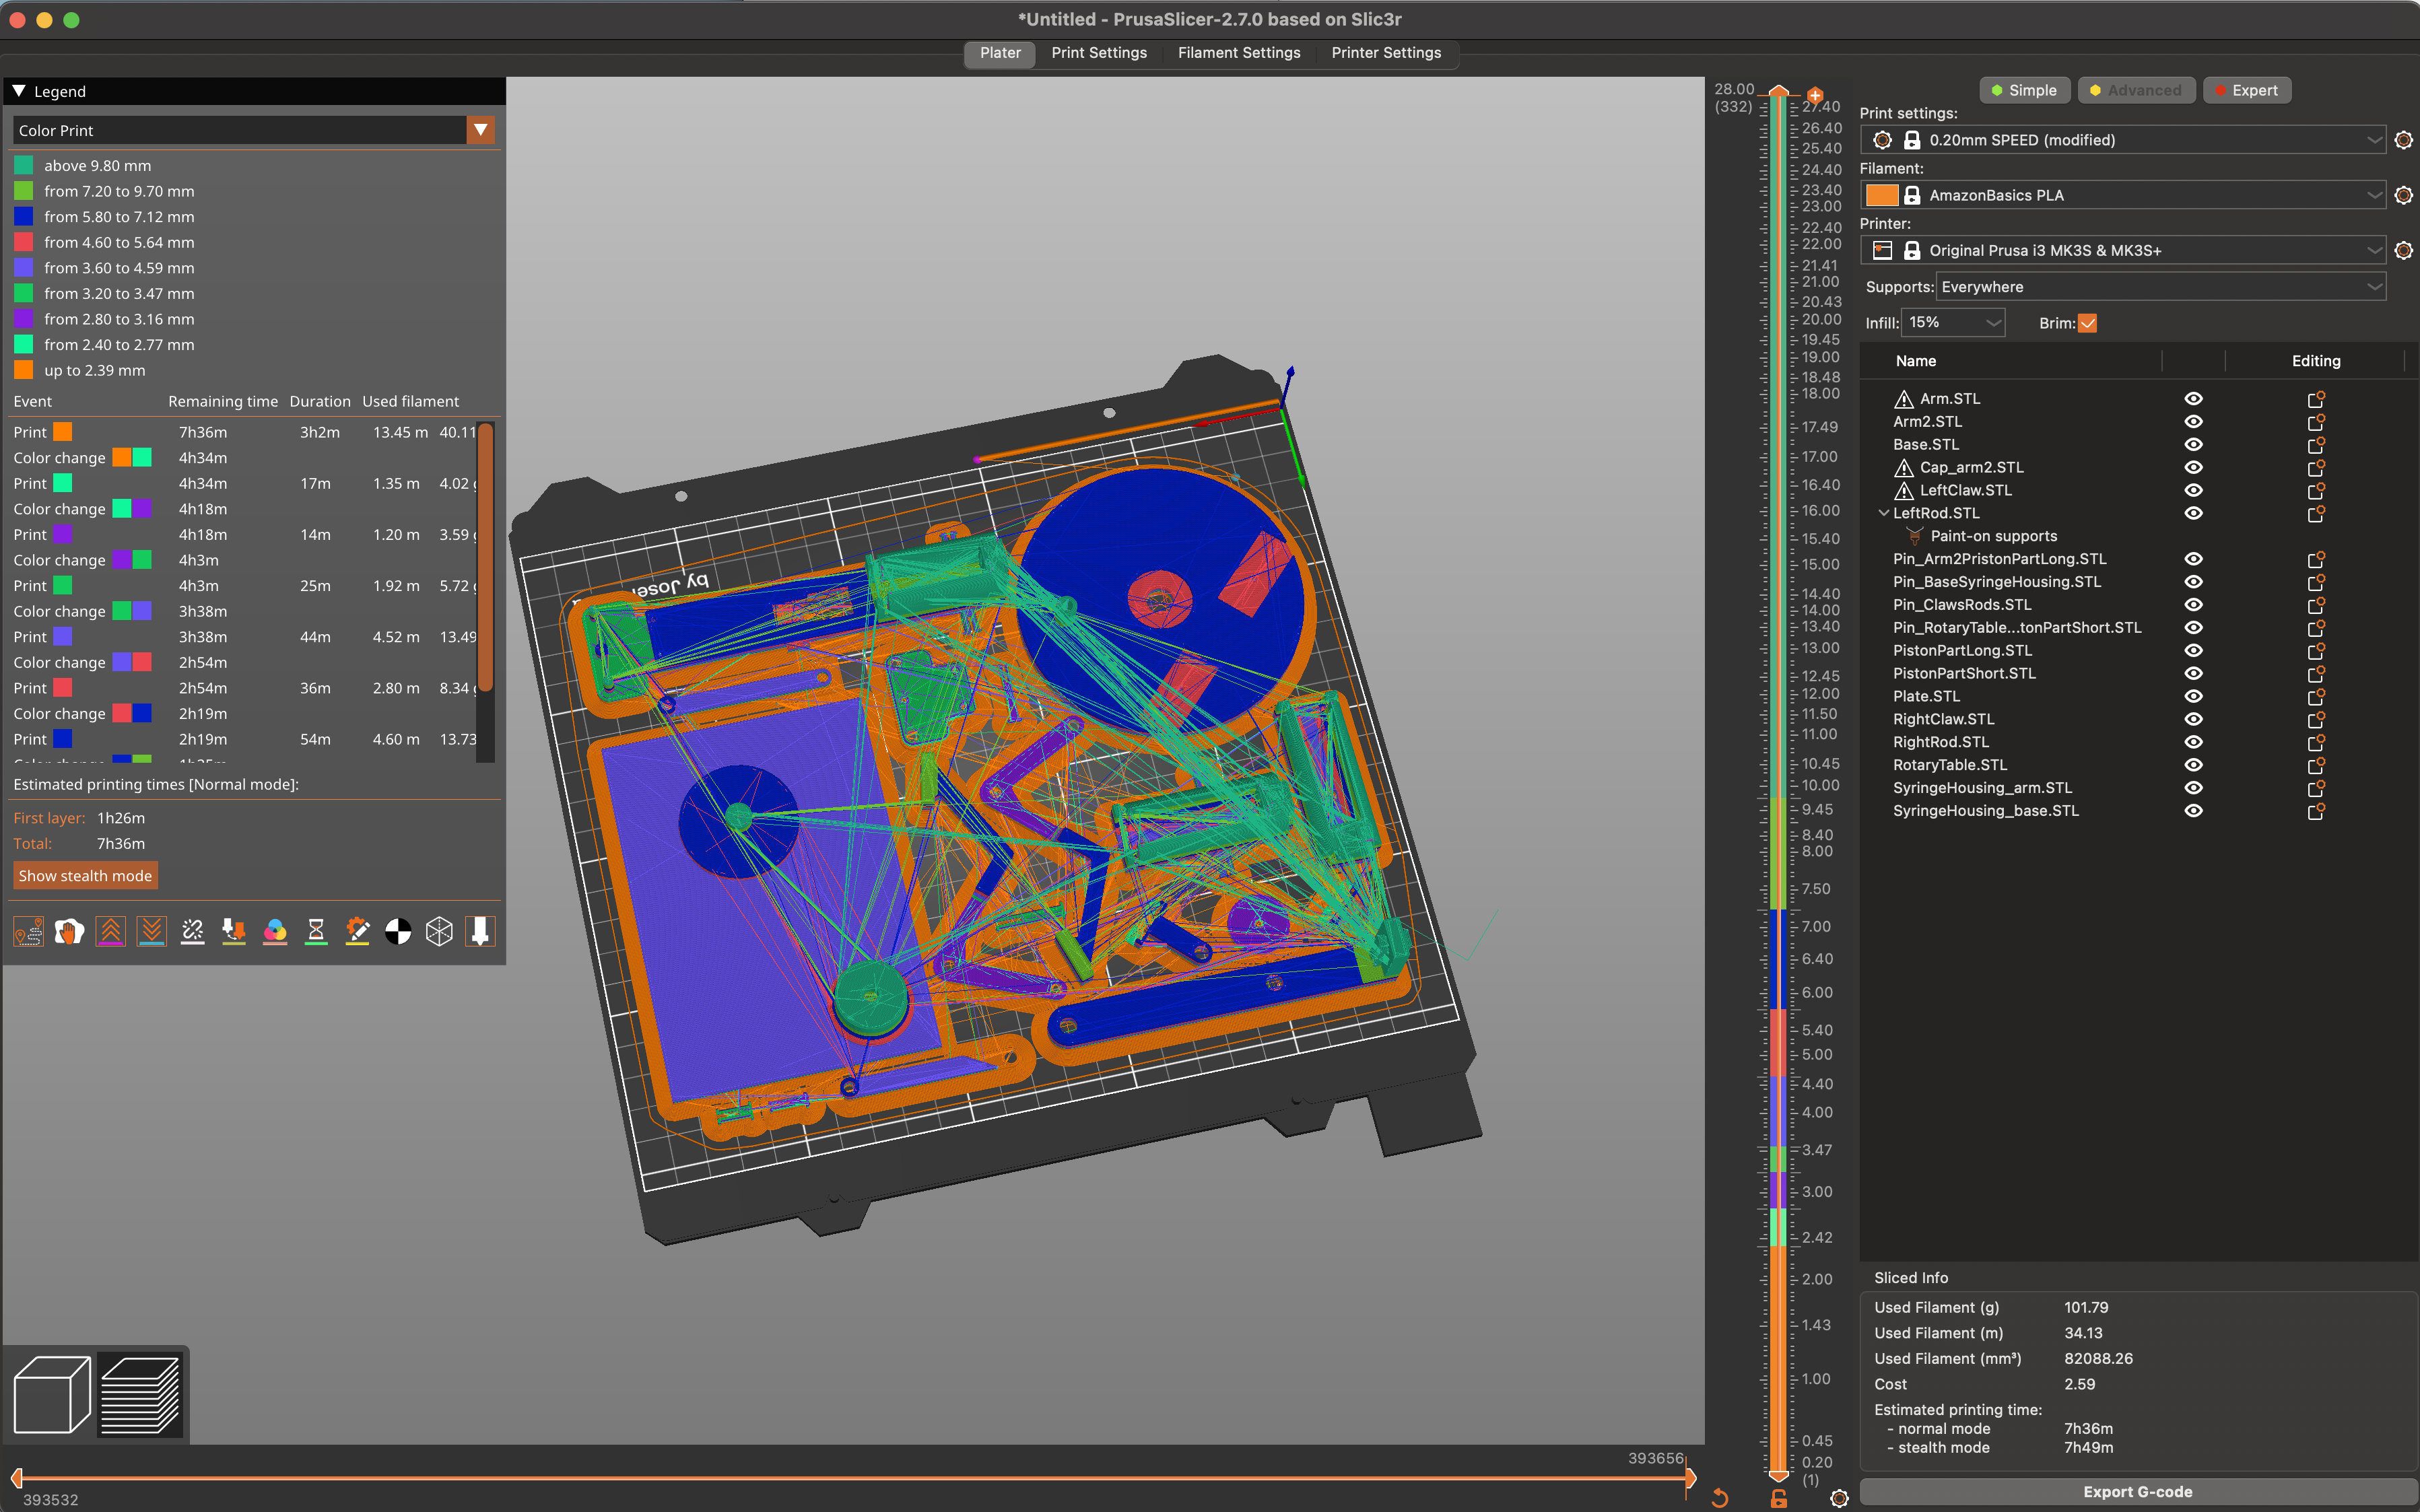 *Untitled - PrusaSlicer-2.7.0 based on Slic3r
Plater Print Settings Filament Settings Printer Settings
Legend
Color Print
above 9.80 mm
from 7.20 to 9.70 mm
from 5.80 to 7.12 mm
from 4.60 to 5.64 mm
from 3.60 to 4.59 mm
from 3.20 to 3.47 mm
from 2.80 to 3.16 mm
from 2.40 to 2.77 mm
up to 2.39 mm
Event Remaining time Duration Used filament
Print 7h36m 3h2m 13.45 m 40.11
Color change 4h34m
Print 4h34m 17m 1.35 m 4.02
Color change 4h18m
Print 4h18m 14m 1.20 m 3.59
Color change 4h3m
Print 4h3m 25m 1.92 m 5.72
Color change 3h38m
Print 3h38m 44m 4.52 m 13.49
Color change 2h54m
Print 2h54m 36m 2.80 m 8.34
Color change 2h19m
Print 2h19m 54m 4.60 m 13.73
Estimated printing times [Normal mode]:
First layer: 1h26m
Total: 7h36m
Show stealth mode
by Josef
393532
393656
28.00
(332)
27.40
26.40
25.40
24.40
23.40
23.00
22.40
22.00
21.41
21.00
20.43
20.00
19.45
19.00
18.48
18.00
17.49
17.00
16.40
16.00
15.40
15.00
14.40
14.00
13.40
13.00
12.45
12.00
11.50
11.00
10.45
10.00
9.45
8.40
8.00
7.50
7.00
6.40
6.00
5.40
5.00
4.40
4.00
3.47
3.00
2.42
2.00
1.43
1.00
0.45
0.20
(1)
Simple Advanced Expert
Print settings:
0.20mm SPEED (modified)
Filament:
AmazonBasics PLA
Printer:
Original Prusa i3 MK3S & MK3S+
Supports: Everywhere
Infill: 15% Brim:
Name Editing
Arm.STL
Arm2.STL
Base.STL
Cap_arm2.STL
LeftClaw.STL
LeftRod.STL
Paint-on supports
Pin_Arm2PristonPartLong.STL
Pin_BaseSyringeHousing.STL
Pin_ClawsRods.STL
Pin_RotaryTable...tonPartShort.STL
PistonPartLong.STL
PistonPartShort.STL
Plate.STL
RightClaw.STL
RightRod.STL
RotaryTable.STL
SyringeHousing_arm.STL
SyringeHousing_base.STL
Sliced Info
Used Filament (g) 101.79
Used Filament (m) 34.13
Used Filament (mm³) 82088.26
Cost 2.59
Estimated printing time:
- normal mode 7h36m
- stealth mode 7h49m
Export G-code